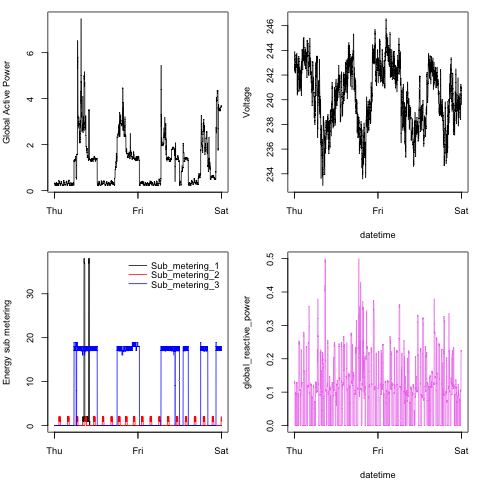 Global Active Power
0 2 4 6
Thu Fri Sat
Voltage
234 236 238 240 242 244 246
Thu Fri Sat
datetime
Energy sub metering
0 10 20 30
Sub_metering_1
Sub_metering_2
Sub_metering_3
Thu Fri Sat
global_reactive_power
0.0 0.1 0.2 0.3 0.4 0.5
Thu Fri Sat
datetime